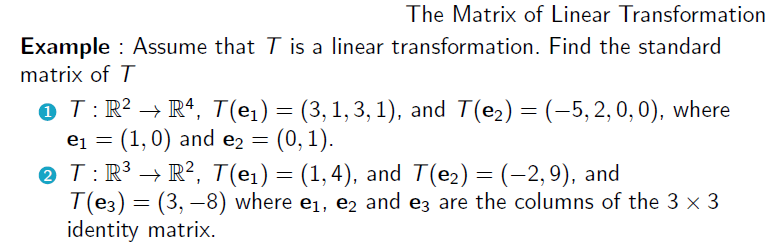 The Matrix of Linear Transformation
Example : Assume that T is a linear transformation. Find the standard
matrix of T
1 T : ℝ² → ℝ⁴, T(e₁) = (3, 1, 3, 1), and T(e₂) = (−5, 2, 0, 0), where
e₁ = (1, 0) and e₂ = (0, 1).
2 T : ℝ³ → ℝ², T(e₁) = (1, 4), and T(e₂) = (−2, 9), and
T(e₃) = (3, −8) where e₁, e₂ and e₃ are the columns of the 3 × 3
identity matrix.